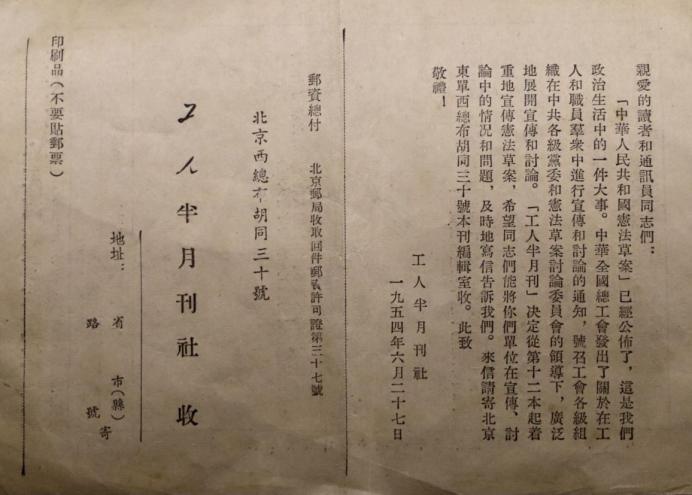 親愛的讀者和通訊員同志們：
「中華人民共和國憲法草案」已經公佈了，這是我們
政治生活中的一件大事。中華全國總工會發出了關於在工
人和職員羣衆中進行宣傳和討論的通知，號召工會各級組
織在中共各級黨委和憲法草案討論委員會的領導下，廣泛
地展開宣傳和討論。「工人半月刊」決定從第十二本起着
重地宣傳憲法草案，希望同志們能將你們單位在宣傳、討
論中的情况和問題，及時地寫信告訴我們。來信請寄北京
東單西總布胡同三十號本刊編輯室收。此致
敬禮！
工人半月刊社
一九五四年六月二十七日
郵資總付　北京郵局收取回件郵資許可證第三十七號
北京西總布胡同三十號
工人半月刊社 收
地址：　省　市（縣）
路　號 寄
印刷品（不要貼郵票）